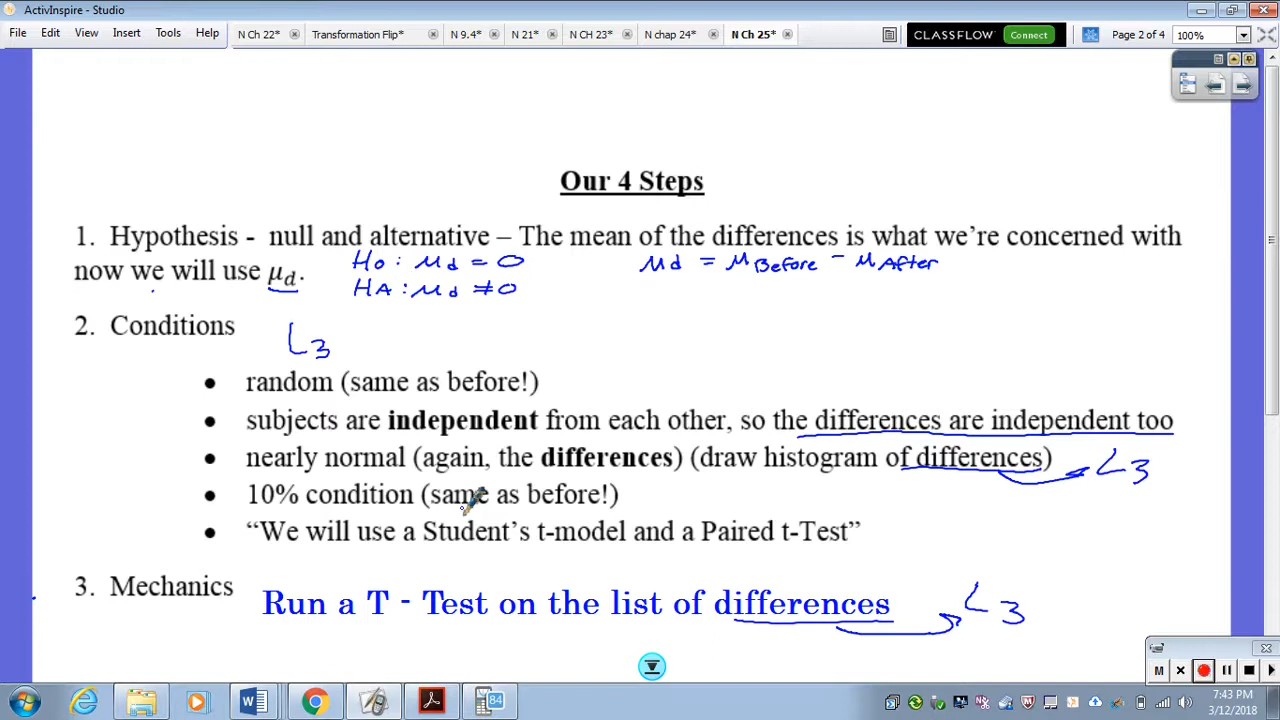 ActivInspire - Studio
File Edit View Insert Tools Help N Ch 22* Transformation Flip* N 9.4* N 21* N CH 23* N chap 24* N Ch 25* CLASSFLOW Connect Page 2 of 4 100%
Our 4 Steps
1. Hypothesis - null and alternative – The mean of the differences is what we're concerned with
now we will use μd.
Ho: μd = 0 μd = μBefore - μAfter
HA: μd ≠ 0
2. Conditions
L3
• random (same as before!)
• subjects are independent from each other, so the differences are independent too
• nearly normal (again, the differences) (draw histogram of differences) L3
• 10% condition (same as before!)
• “We will use a Student’s t-model and a Paired t-Test”
3. Mechanics Run a T - Test on the list of differences L3
M
84
7:43 PM
3/12/2018